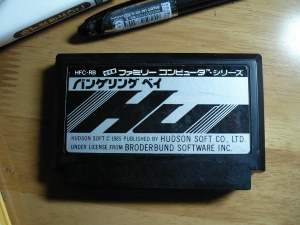 HFC-RB ファミリー コンピュータ シリーズ
バンゲリング ベイ
HUDSON SOFT © 1985 PUBLISHED BY HUDSON SOFT CO., LTD.
UNDER LICENSE FROM BRODERBUND SOFTWARE INC.